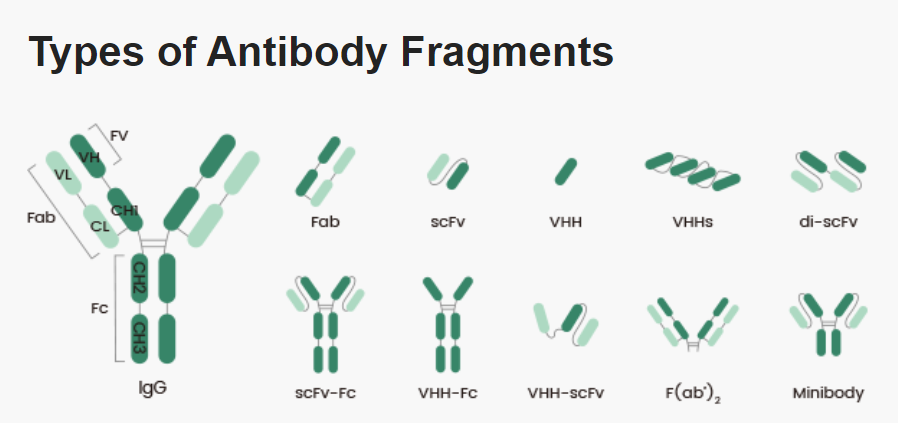 Types of Antibody Fragments
FV
VH
VL
Fab
CH1
CL
CH2
Fc
CH3
IgG
Fab
scFv
VHH
VHHs
di-scFv
scFv-Fc
VHH-Fc
VHH-scFv
F(ab')2
Minibody